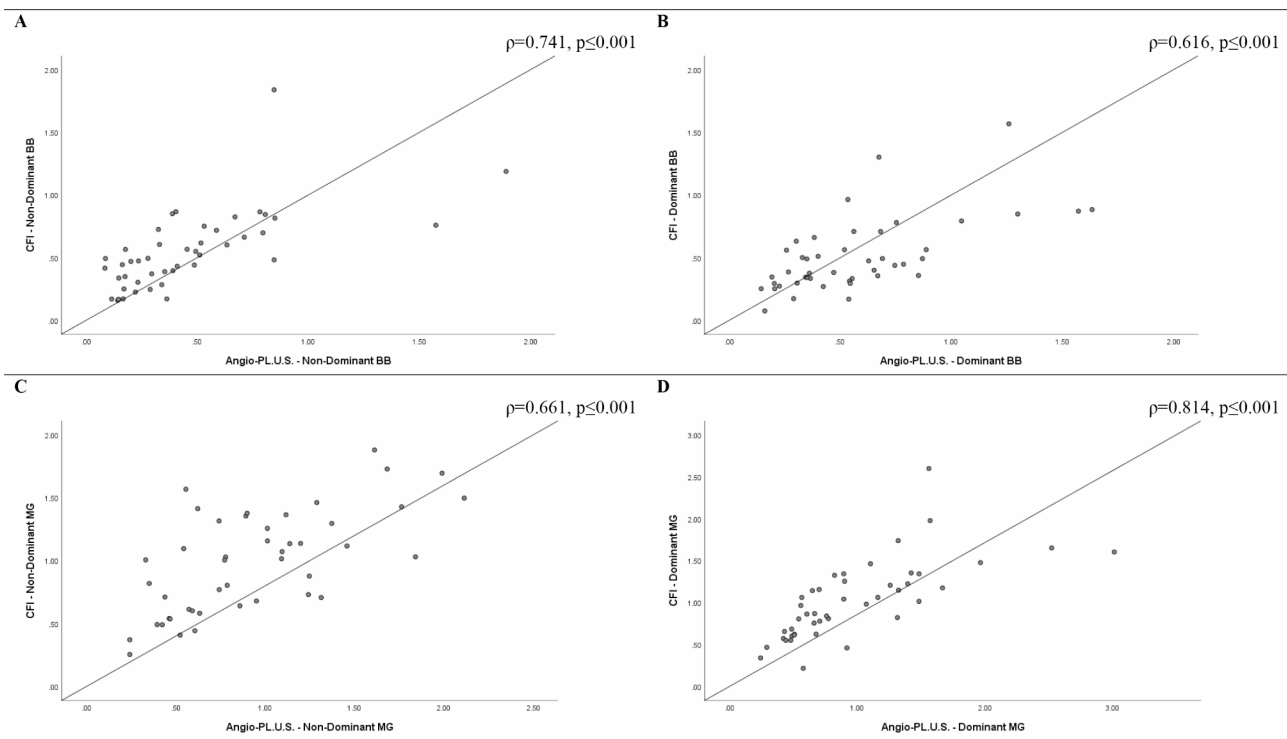 A
ρ=0.741, p≤0.001
CFI - Non-Dominant BB
2.00
1.50
1.00
.50
.00
.00 .50 1.00 1.50 2.00
Angio-PL.U.S. - Non-Dominant BB
B
ρ=0.616, p≤0.001
CFI - Dominant BB
2.00
1.50
1.00
.50
.00
.00 .50 1.00 1.50 2.00
Angio-PL.U.S. - Dominant BB
C
ρ=0.661, p≤0.001
CFI - Non-Dominant MG
2.00
1.50
1.00
.50
.00
.00 .50 1.00 1.50 2.00 2.50
Angio-PL.U.S. - Non-Dominant MG
D
ρ=0.814, p≤0.001
CFI - Dominant MG
3.00
2.00
1.50
1.00
.50
.00
.00 1.00 2.00 3.00
Angio-PL.U.S. - Dominant MG